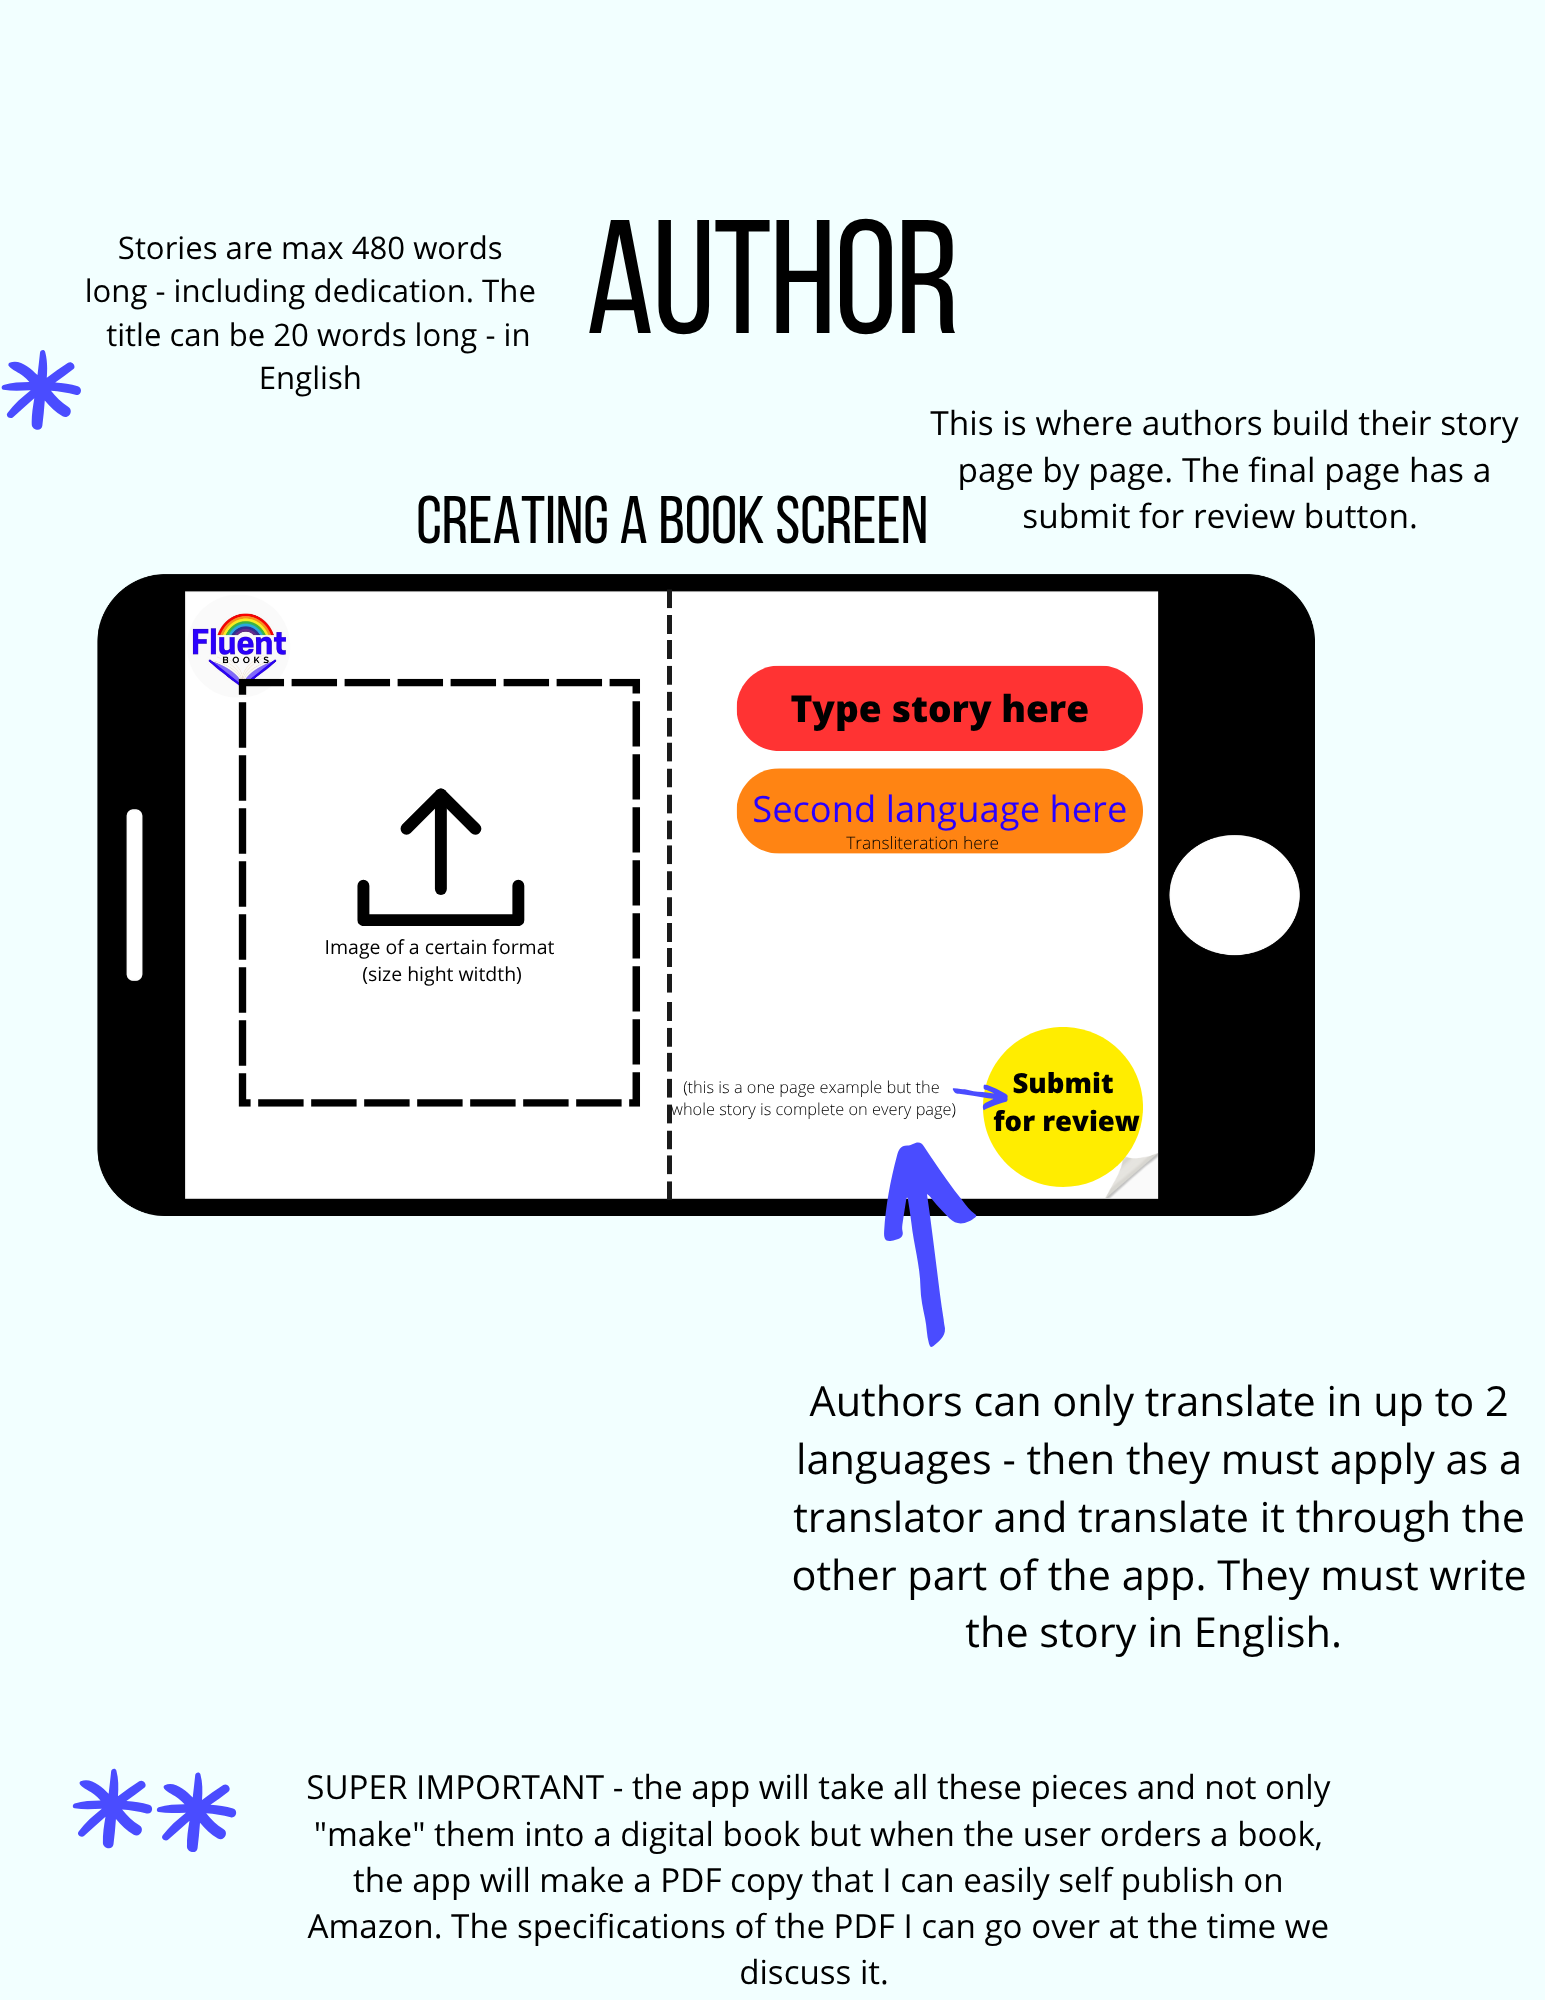 AUTHOR
Stories are max 480 words
long - including dedication. The
title can be 20 words long - in
English
This is where authors build their story
page by page. The final page has a
submit for review button.
CREATING A BOOK SCREEN
Fluent
BOOKS
Image of a certain format
(size hight witdth)
Type story here
Second language here
Transliteration here
(this is a one page example but the
whole story is complete on every page)
Submit
for review
Authors can only translate in up to 2
languages - then they must apply as a
translator and translate it through the
other part of the app. They must write
the story in English.
SUPER IMPORTANT - the app will take all these pieces and not only
"make" them into a digital book but when the user orders a book,
the app will make a PDF copy that I can easily self publish on
Amazon. The specifications of the PDF I can go over at the time we
discuss it.